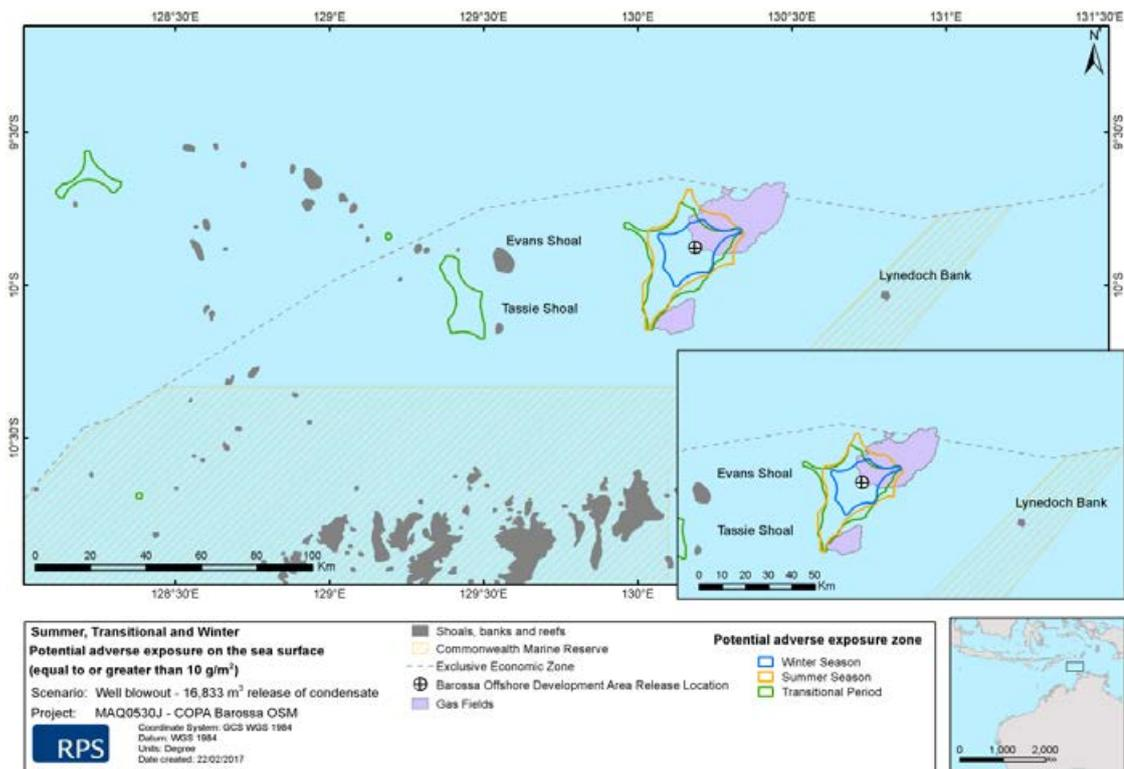 128°30'E 129°E 129°30'E 130°E 130°30'E 131°E 131°30'E
N
9°30'S 9°30'S
Evans Shoal
Lynedoch Bank
10°S 10°S
Tassie Shoal
10°30'S
Evans Shoal
Lynedoch Bank
Tassie Shoal
0 20 40 60 80 100
Km
0 10 20 30 40 50
Km
128°30'E 129°E 129°30'E 130°E
Summer, Transitional and Winter
Potential adverse exposure on the sea surface
(equal to or greater than 10 g/m²)
Scenario: Well blowout - 16,833 m³ release of condensate
Project: MAQ0530J - COPA Barossa OSM
RPS
Coordinate System: GCS WGS 1984
Datum: WGS 1984
Units: Degree
Date created: 22/02/2017
Shoals, banks and reefs
Commonwealth Marine Reserve
Exclusive Economic Zone
Barossa Offshore Development Area Release Location
Gas Fields
Potential adverse exposure zone
Winter Season
Summer Season
Transitional Period
0 1,000 2,000
Km